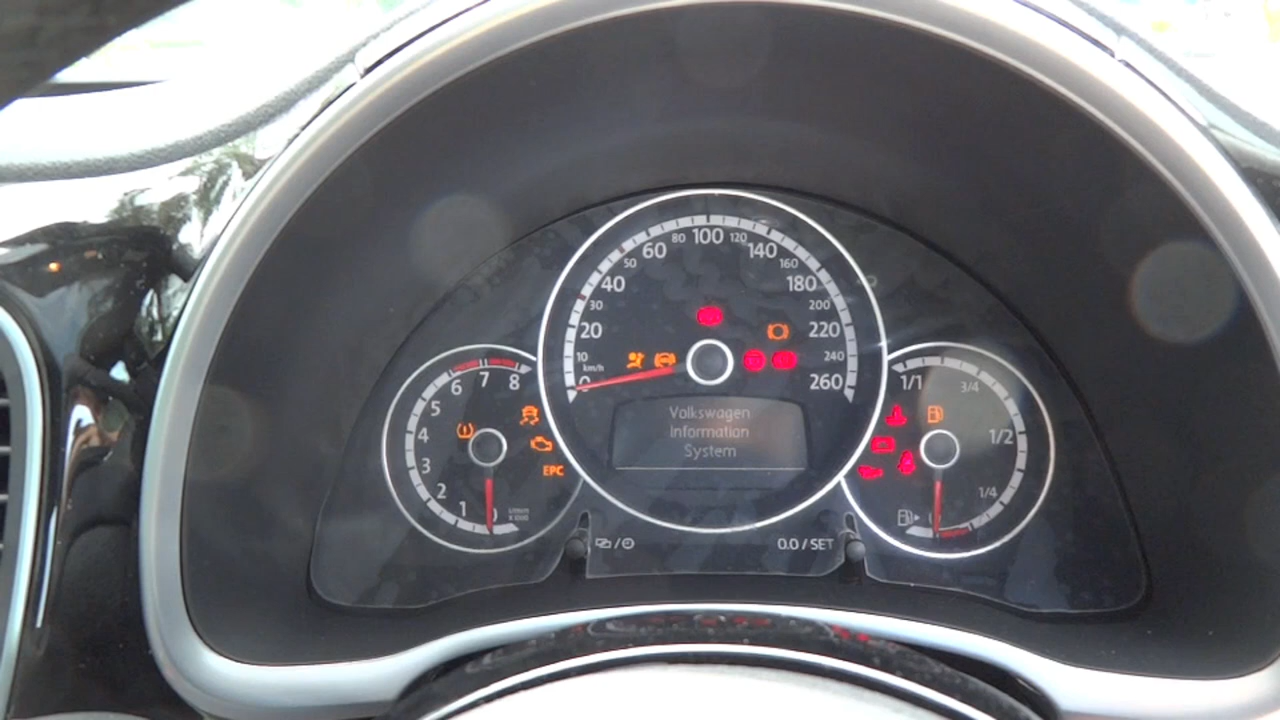 80 100 120
60 140
50 160
40 180
30 200
20 220
10 240
km/h
0 260
Volkswagen
Information
System
6 7 8
5
4
3
2
1 0
EPC
1/1 3/4
1/2
1/4
0.0 / SET